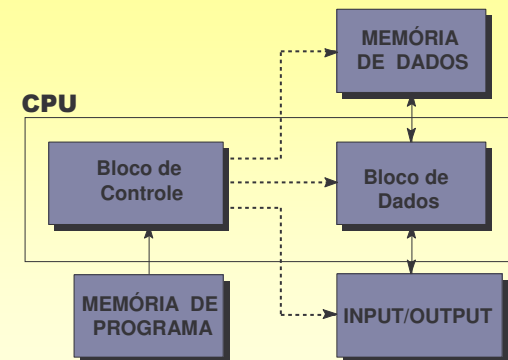 MEMÓRIA
DE DADOS
CPU
Bloco de
Controle
Bloco de
Dados
MEMÓRIA DE
PROGRAMA
INPUT/OUTPUT